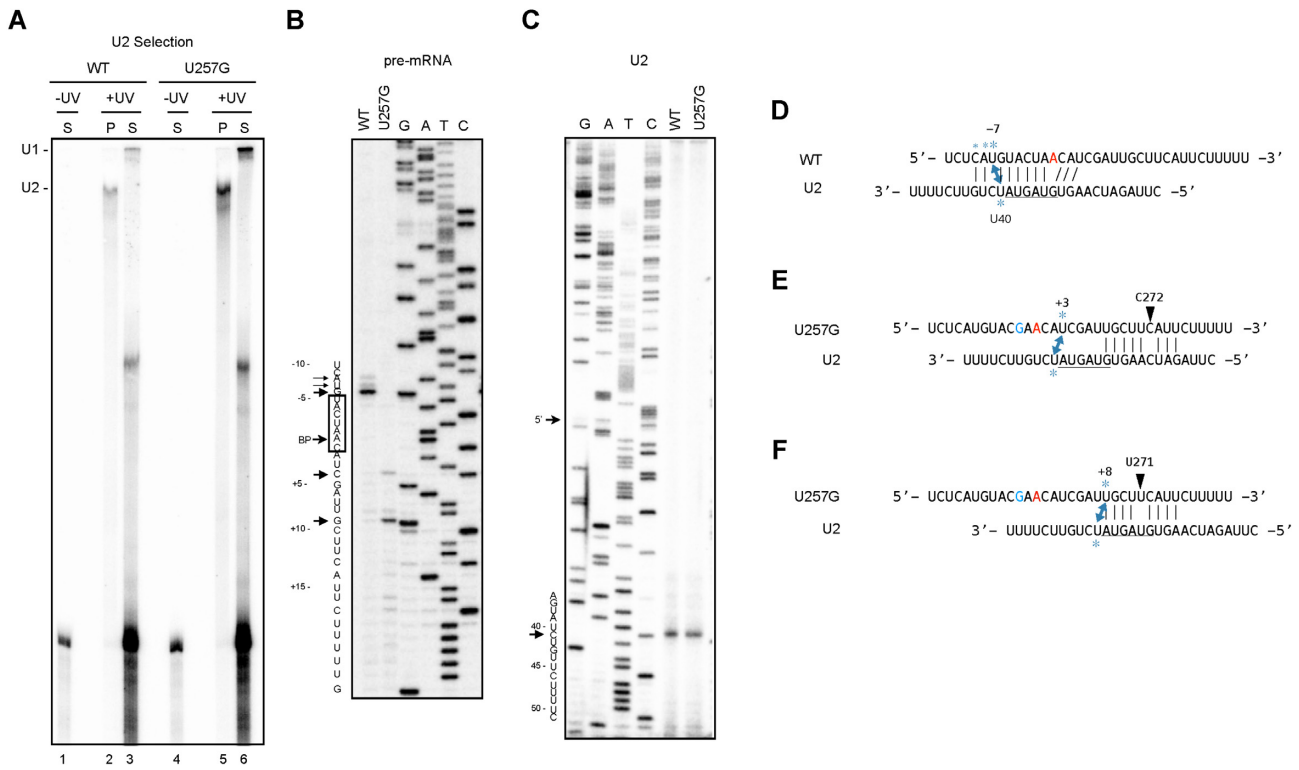 A
U2 Selection
WT U257G
-UV +UV -UV +UV
S P S S P S
U1 -
U2 -
1 2 3 4 5 6
B
pre-mRNA
WT U257G G A T C
-10 -
-5 -
BP
+5 -
+10 -
+15 -
UCAUGUACUAACAUCGAUUGCUUCAUUCUUUUUG
C
U2
G A T C WT U257G
5'
40 -
45 -
50 -
AGUAUCUGUUCUUUUC
D
–7
* * *
WT 5’– UCUCAUGUACUAACAUCGAUUGCUUCAUUCUUUUU –3’
U2 3’– UUUUCUUGUCUAUGAUGUGAACUAGAUUC –5’
*
U40
E
+3 C272
*
U257G 5’– UCUCAUGUACGAACAUCGAUUGCUUCAUUCUUUUU –3’
U2 3’– UUUUCUUGUCUAUGAUGUGAACUAGAUUC –5’
*
F
+8 U271
*
U257G 5’– UCUCAUGUACGAACAUCGAUUGCUUCAUUCUUUUU –3’
U2 3’– UUUUCUUGUCUAUGAUGUGAACUAGAUUC –5’
*